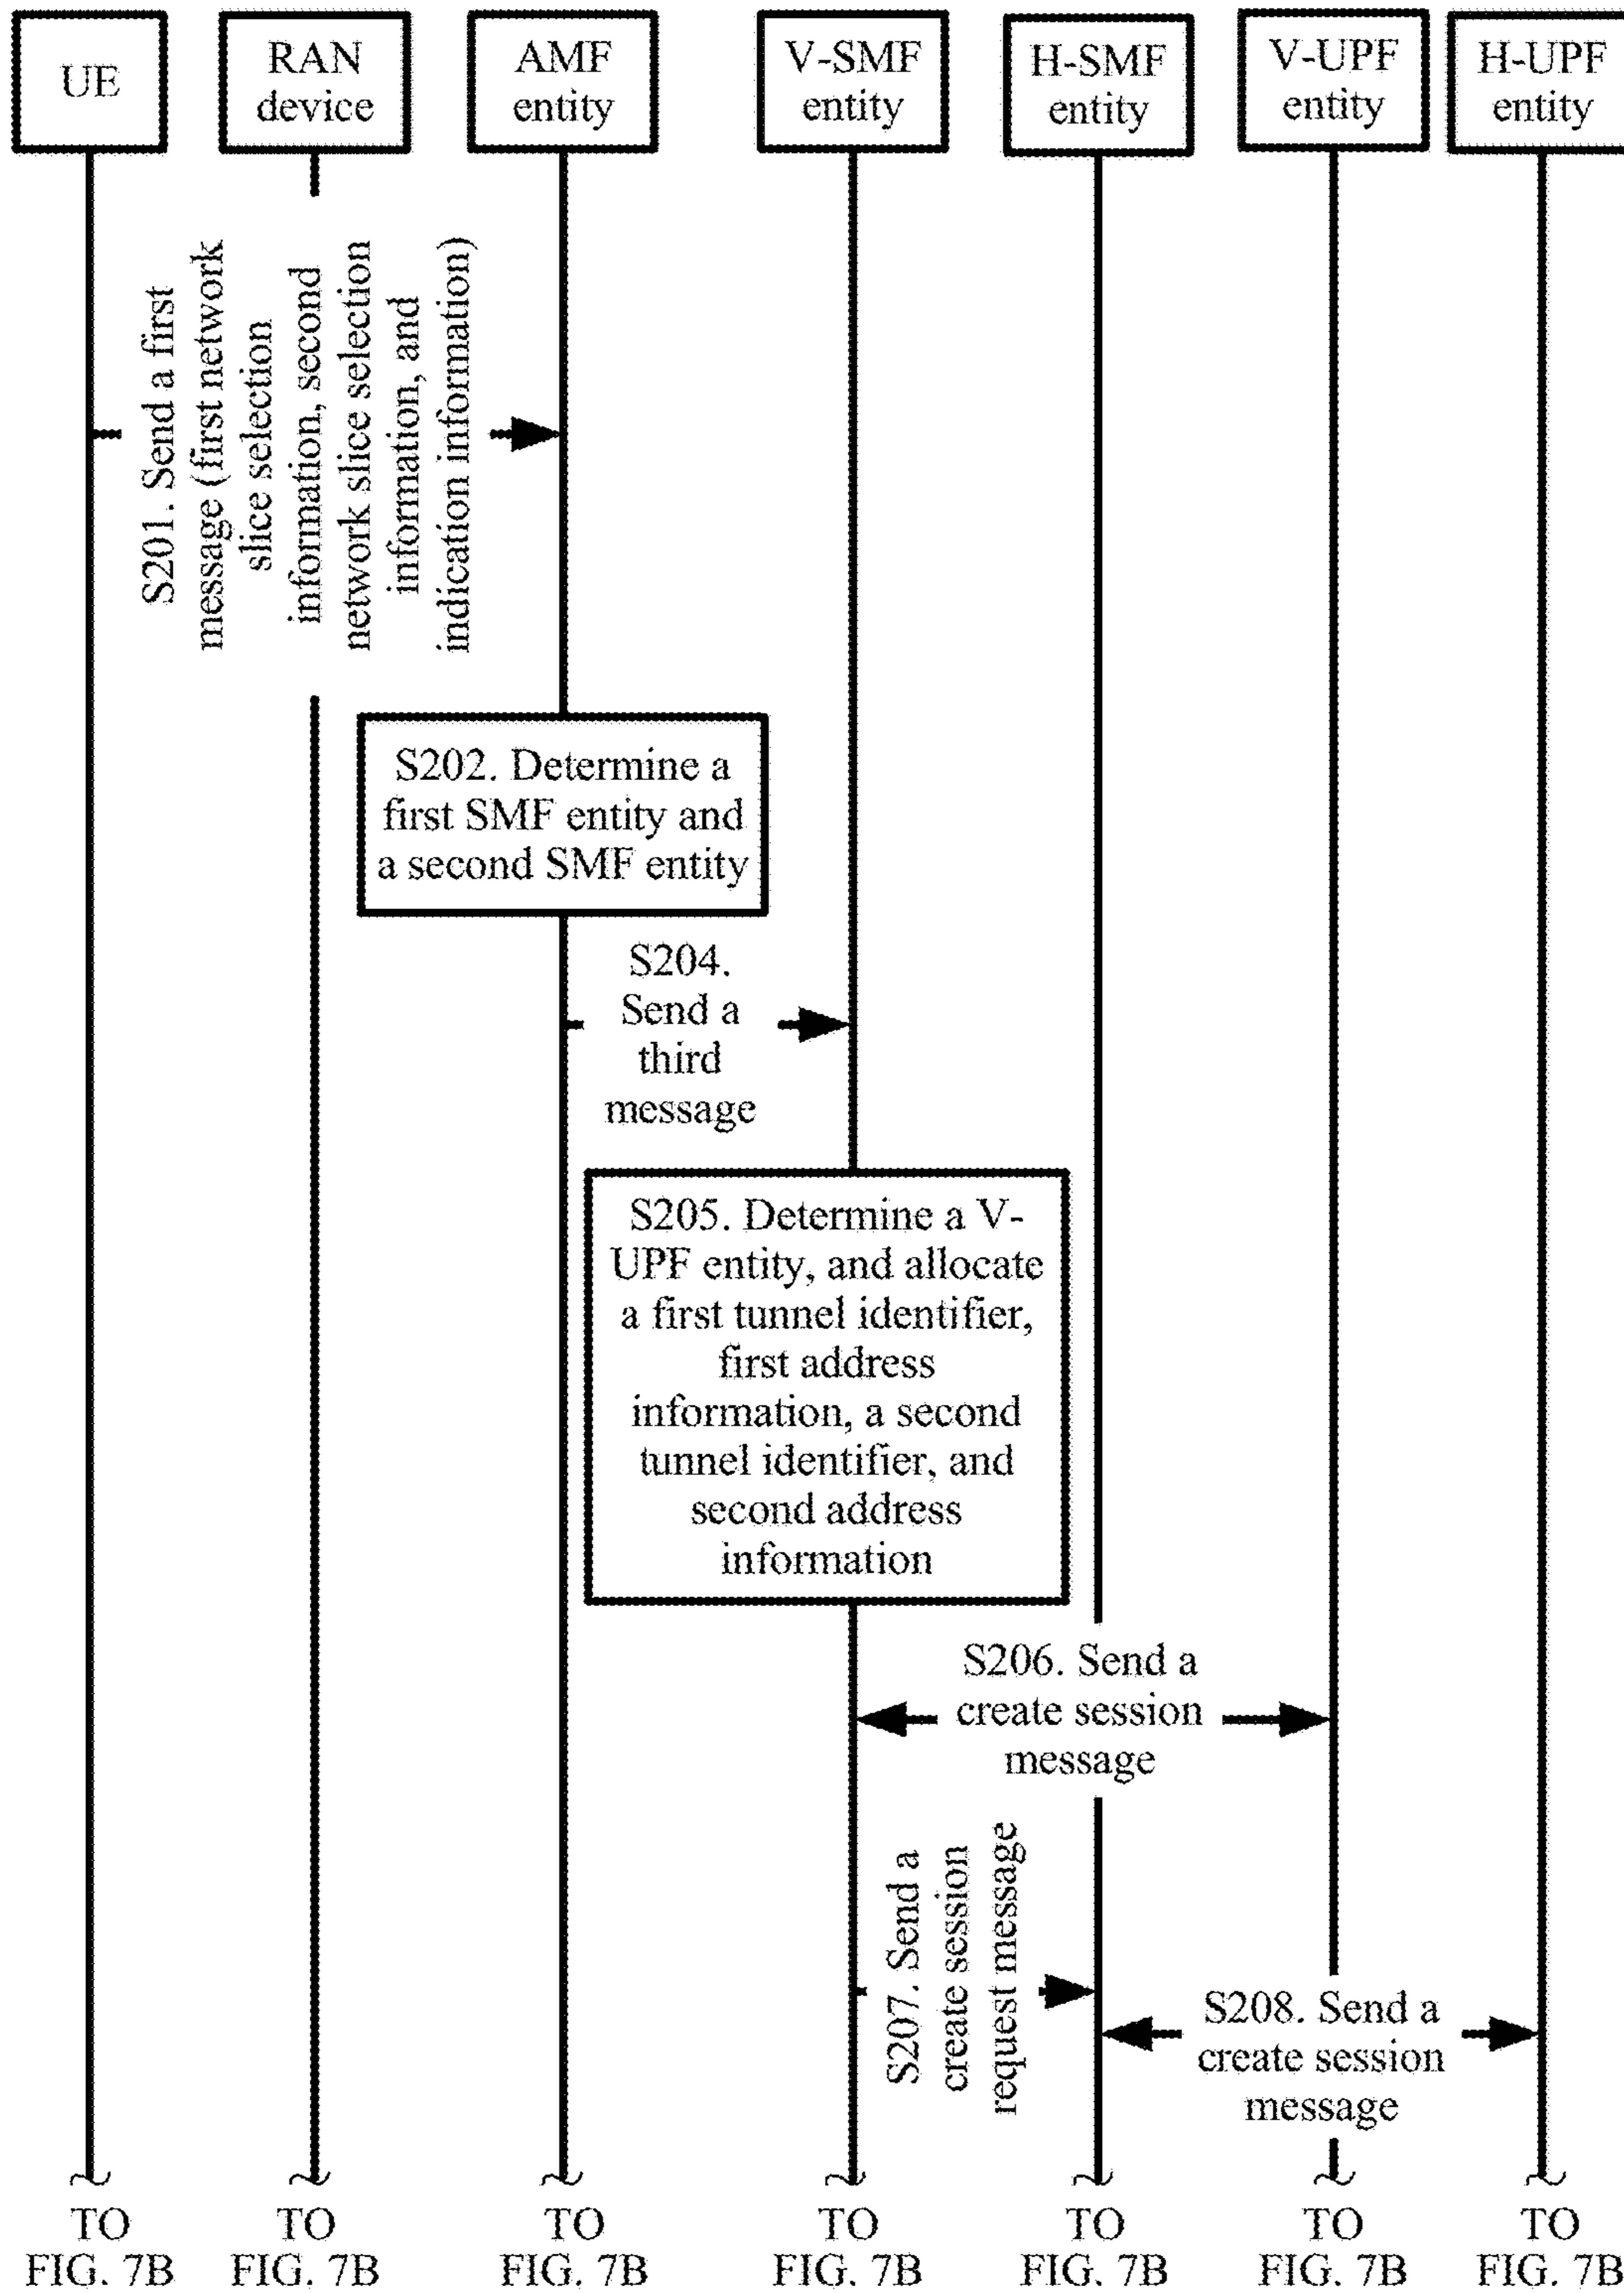 UE
RAN
device
AMF
entity
V-SMF
entity
H-SMF
entity
V-UPF
entity
H-UPF
entity
S201. Send a first
message (first network
slice selection
information, second
network slice selection
information, and
indication information)
S202. Determine a
first SMF entity and
a second SMF entity
S204.
Send a
third
message
S205. Determine a V-
UPF entity, and allocate
a first tunnel identifier,
first address
information, a second
tunnel identifier, and
second address
information
S206. Send a
create session
message
S207. Send a
create session
request message
S208. Send a
create session
message
TO
FIG. 7B
TO
FIG. 7B
TO
FIG. 7B
TO
FIG. 7B
TO
FIG. 7B
TO
FIG. 7B
TO
FIG. 7B